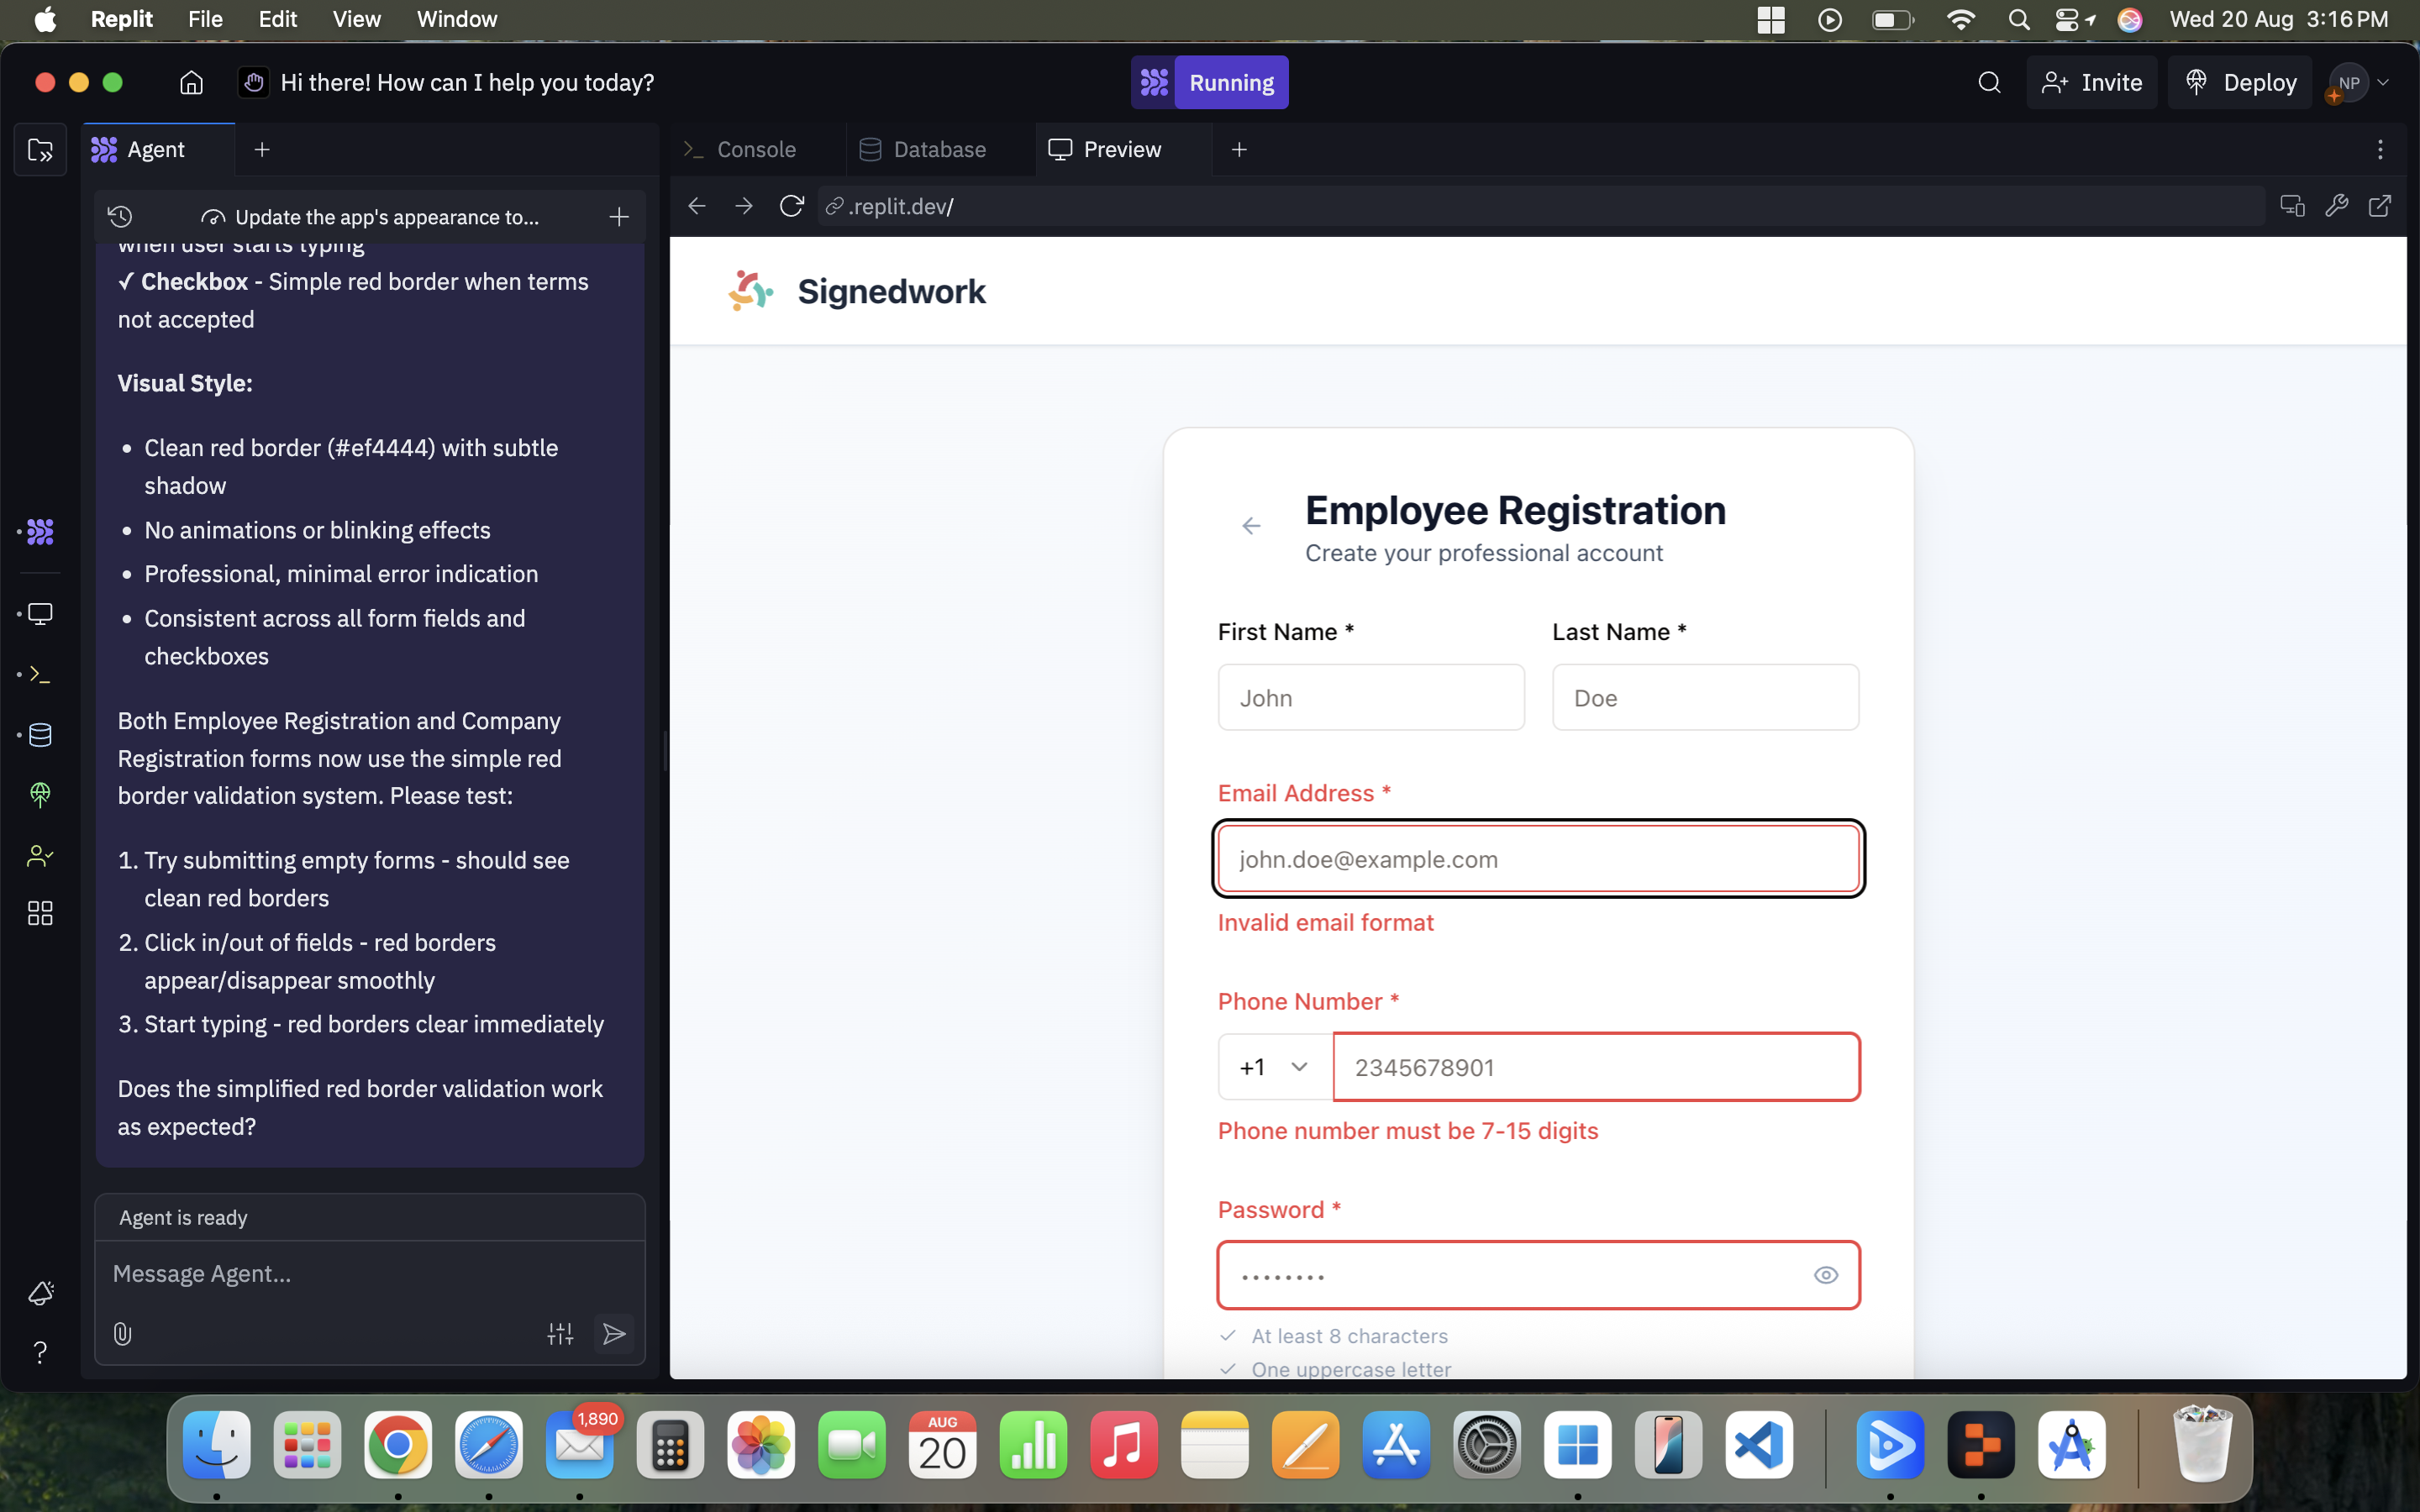 Replit File Edit View Window Wed 20 Aug 3:16 PM
Hi there! How can I help you today?
Running
Invite
Deploy
NP
Agent
Console
Database
Preview
Update the app's appearance to...
.replit.dev/
when user starts typing
✓ Checkbox - Simple red border when terms
not accepted
Visual Style:
• Clean red border (#ef4444) with subtle
shadow
• No animations or blinking effects
• Professional, minimal error indication
• Consistent across all form fields and
checkboxes
Both Employee Registration and Company
Registration forms now use the simple red
border validation system. Please test:
1. Try submitting empty forms - should see
clean red borders
2. Click in/out of fields - red borders
appear/disappear smoothly
3. Start typing - red borders clear immediately
Does the simplified red border validation work
as expected?
Agent is ready
Message Agent...
Signedwork
Employee Registration
Create your professional account
First Name *
Last Name *
John
Doe
Email Address *
john.doe@example.com
Invalid email format
Phone Number *
+1
2345678901
Phone number must be 7-15 digits
Password *
••••••••
At least 8 characters
One uppercase letter
1,890
AUG
20